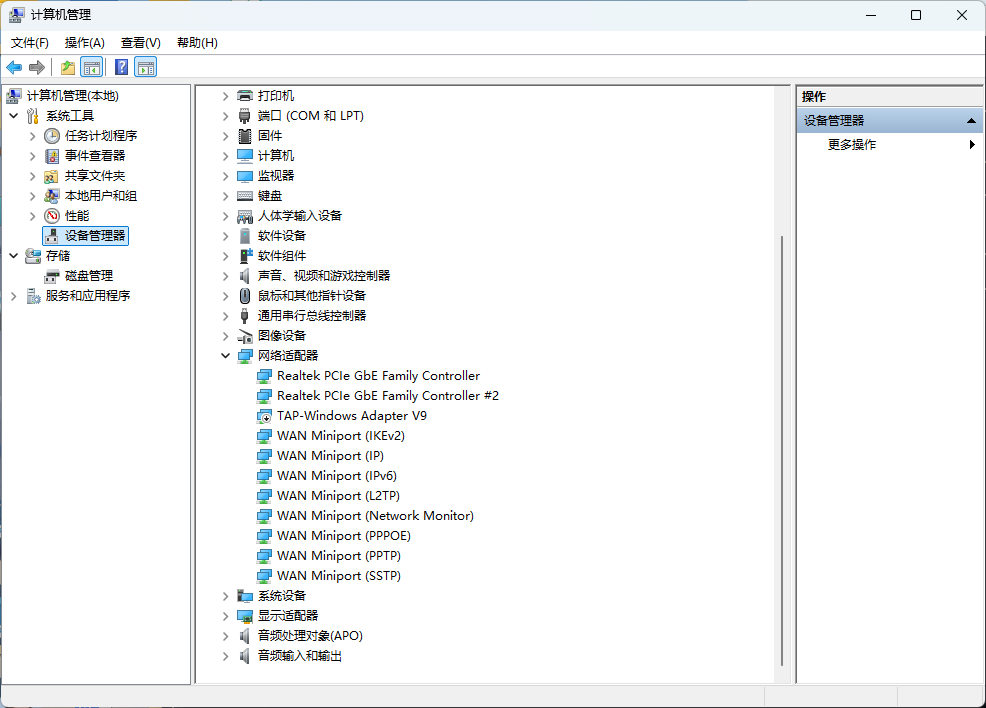 计算机管理
文件(F) 操作(A) 查看(V) 帮助(H)
计算机管理(本地)
系统工具
任务计划程序
事件查看器
共享文件夹
本地用户和组
性能
设备管理器
存储
磁盘管理
服务和应用程序
打印机
端口 (COM 和 LPT)
固件
计算机
监视器
键盘
人体学输入设备
软件设备
软件组件
声音、视频和游戏控制器
鼠标和其他指针设备
通用串行总线控制器
图像设备
网络适配器
Realtek PCIe GbE Family Controller
Realtek PCIe GbE Family Controller #2
TAP-Windows Adapter V9
WAN Miniport (IKEv2)
WAN Miniport (IP)
WAN Miniport (IPv6)
WAN Miniport (L2TP)
WAN Miniport (Network Monitor)
WAN Miniport (PPPOE)
WAN Miniport (PPTP)
WAN Miniport (SSTP)
系统设备
显示适配器
音频处理对象(APO)
音频输入和输出
操作
设备管理器
更多操作